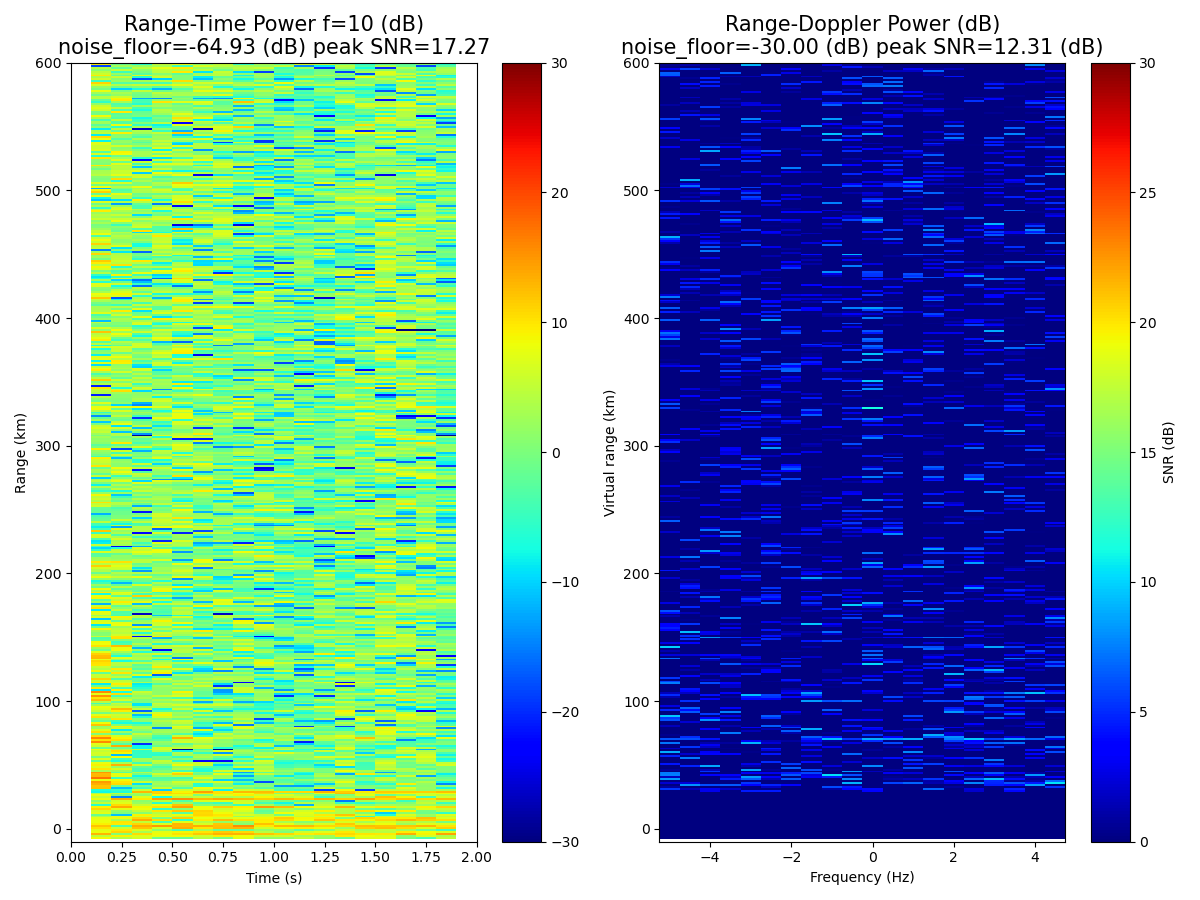 Range-Time Power f=10 (dB)
noise_floor=-64.93 (dB) peak SNR=17.27
Range-Doppler Power (dB)
noise_floor=-30.00 (dB) peak SNR=12.31 (dB)
600
500
400
300
200
100
0
Range (km)
0.00 0.25 0.50 0.75 1.00 1.25 1.50 1.75 2.00
Time (s)
30
20
10
0
−10
−20
−30
600
500
400
300
200
100
0
Virtual range (km)
−4 −2 0 2 4
Frequency (Hz)
30
25
20
15
10
5
0
SNR (dB)